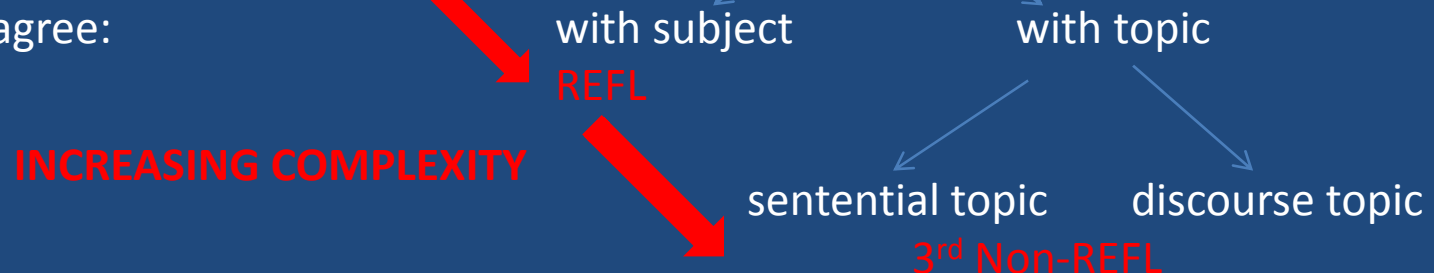 agree: with subject with topic
REFL
INCREASING COMPLEXITY
sentential topic discourse topic
3rd Non-REFL